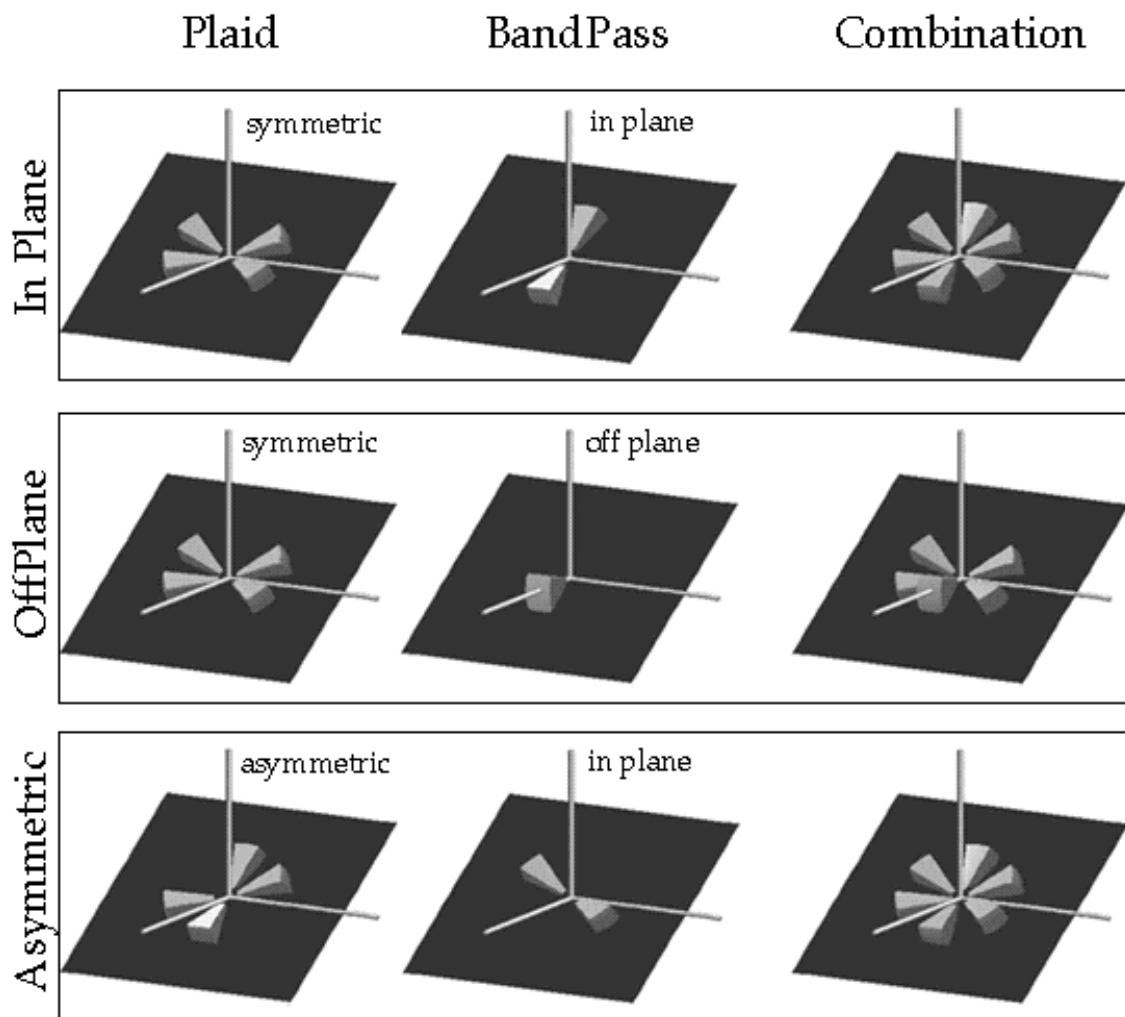 Plaid BandPass Combination
In Plane
symmetric in plane
OffPlane
symmetric off plane
Asymmetric
asymmetric in plane